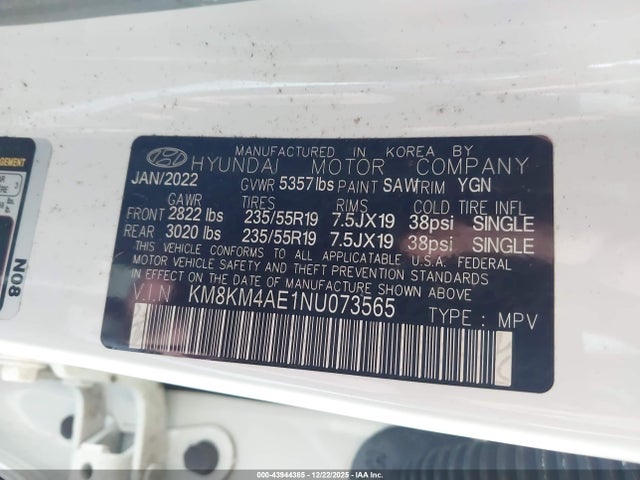 MANUFACTURED IN KOREA BY
HYUNDAI MOTOR COMPANY
JAN/2022 GVWR 5357lbs PAINT SAW TRIM YGN
GAWR TIRES RIMS COLD TIRE INFL
FRONT 2822 lbs 235/55R19 7.5JX19 38psi SINGLE
REAR 3020 lbs 235/55R19 7.5JX19 38psi SINGLE
THIS VEHICLE CONFORMS TO ALL APPLICATABLE U.S.A. FEDERAL
MOTOR VEHICLE SAFETY AND THEFT PREVENTION STANDARDS
IN EFFECT ON THE DATE OF MANUFACTURE SHOWN ABOVE.
V.I.N KM8KM4AE1NU073565 TYPE : MPV
N08
000-43944365 • 12/22/2025 • IAA Inc.